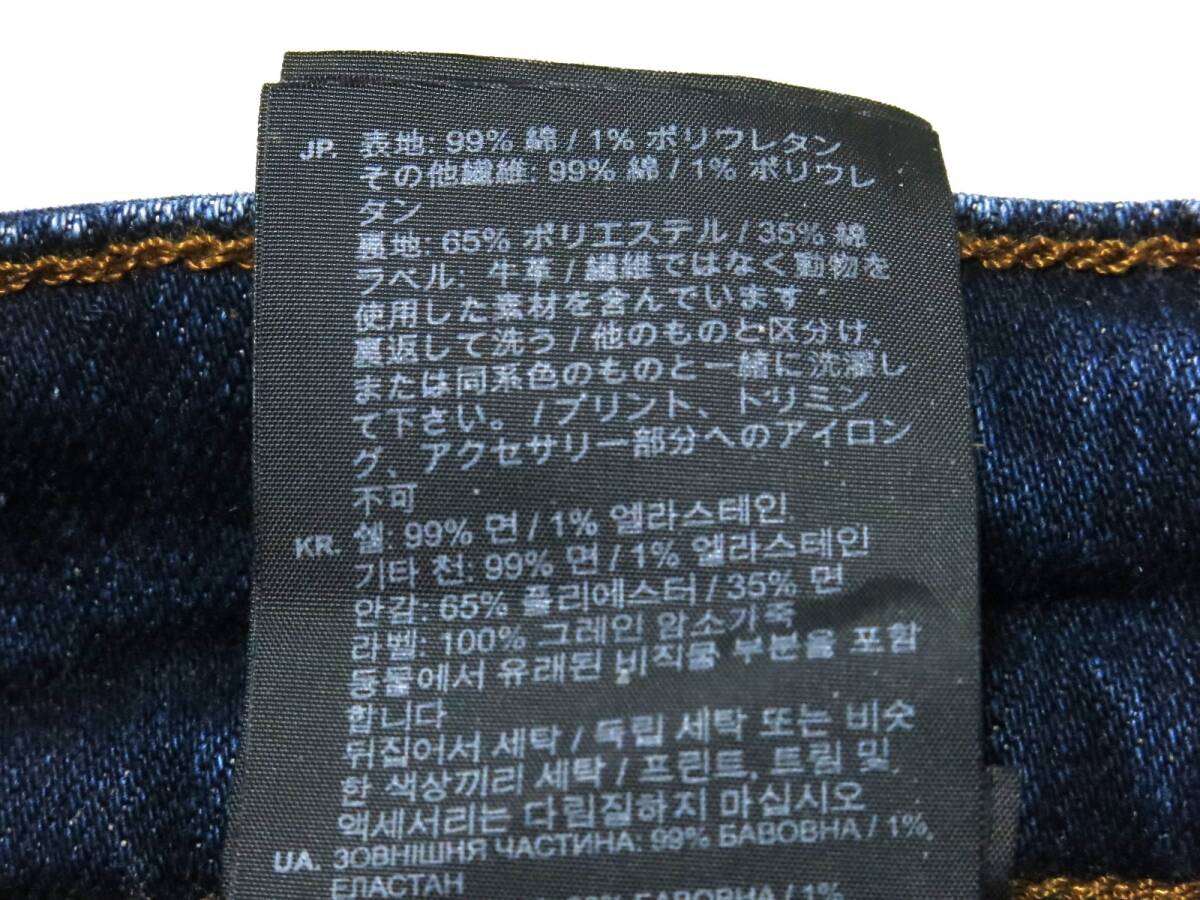 JP. 表地: 99% 綿 / 1% ポリウレタン
その他繊維: 99% 綿 / 1% ポリウレ
タン
裏地: 65% ポリエステル / 35% 綿
ラベル: 牛革 / 繊維ではなく動物を
使用した素材を含んでいます
裏返して洗う / 他のものと区分け、
または同系色のものと一緒に洗濯し
て下さい。 / プリント、トリミン
グ、アクセサリー部分へのアイロン
不可
KR. 쉘: 99% 면 / 1% 엘라스테인
기타 천: 99% 면 / 1% 엘라스테인
안감: 65% 폴리에스터 / 35% 면
라벨: 100% 그레인 암소가죽
동물에서 유래된 비직물 부분을 포함
합니다
뒤집어서 세탁 / 독립 세탁 또는 비슷
한 색상끼리 세탁 / 프린트, 트림 및
액세서리는 다림질하지 마십시오
UA. ЗОВНІШНЯ ЧАСТИНА: 99% БАВОВНА / 1%
ЕЛАСТАН
БАВОВНА / 1%